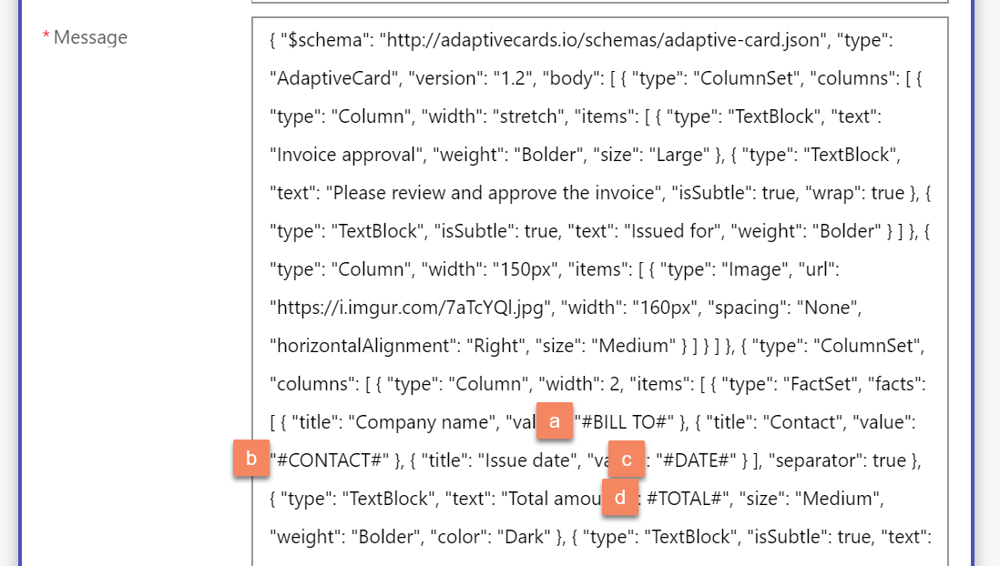 * Message
{ "$schema": "http://adaptivecards.io/schemas/adaptive-card.json", "type":
"AdaptiveCard", "version": "1.2", "body": [ { "type": "ColumnSet", "columns": [ {
"type": "Column", "width": "stretch", "items": [ { "type": "TextBlock", "text":
"Invoice approval", "weight": "Bolder", "size": "Large" }, { "type": "TextBlock",
"text": "Please review and approve the invoice", "isSubtle": true, "wrap": true }, {
"type": "TextBlock", "isSubtle": true, "text": "Issued for", "weight": "Bolder" } ] }, {
"type": "Column", "width": "150px", "items": [ { "type": "Image", "url":
"https://i.imgur.com/7aTcYQl.jpg", "width": "160px", "spacing": "None",
"horizontalAlignment": "Right", "size": "Medium" } ] } ] }, { "type": "ColumnSet",
"columns": [ { "type": "Column", "width": 2, "items": [ { "type": "FactSet", "facts":
[ { "title": "Company name", "val a "#BILL TO#" }, { "title": "Contact", "value":
b "#CONTACT#" }, { "title": "Issue date", "va c : "#DATE#" } ], "separator": true },
{ "type": "TextBlock", "text": "Total amou d : #TOTAL#", "size": "Medium",
"weight": "Bolder", "color": "Dark" }, { "type": "TextBlock", "isSubtle": true, "text":